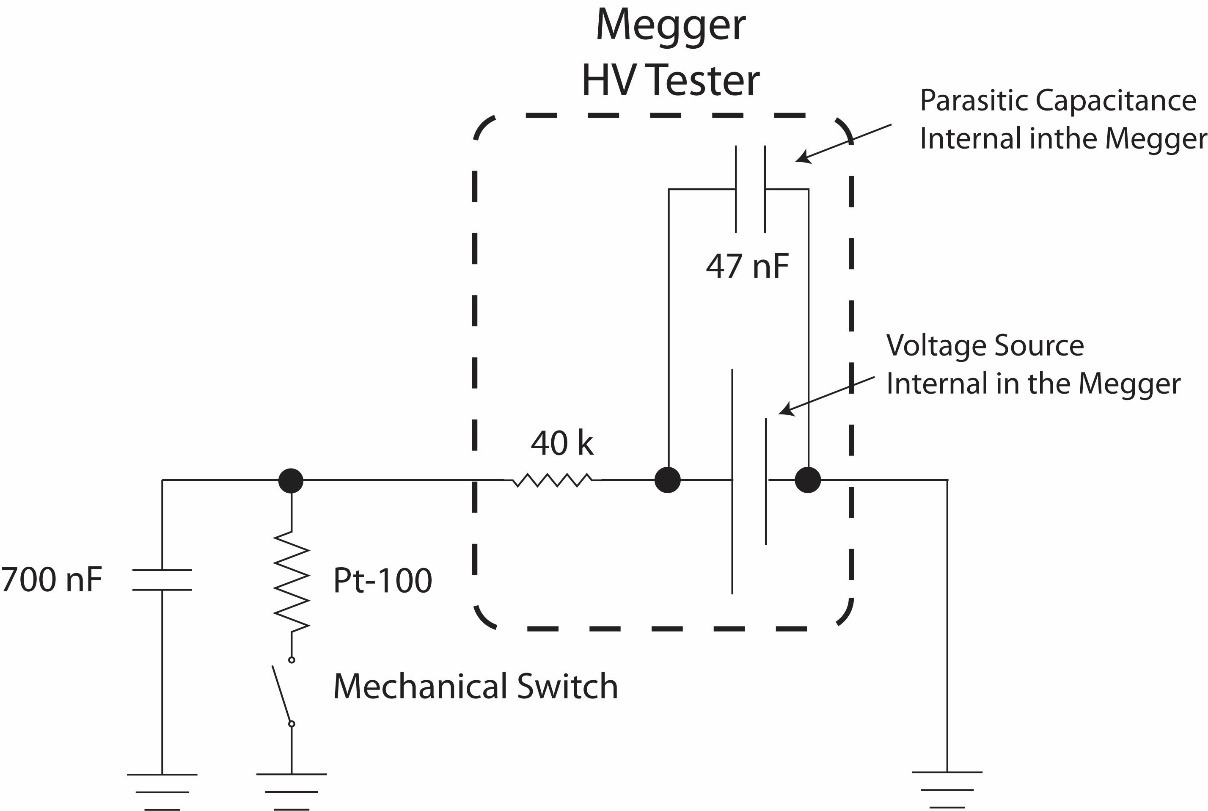 Megger
HV Tester
Parasitic Capacitance
Internal inthe Megger
47 nF
Voltage Source
Internal in the Megger
40 k
700 nF
Pt-100
Mechanical Switch